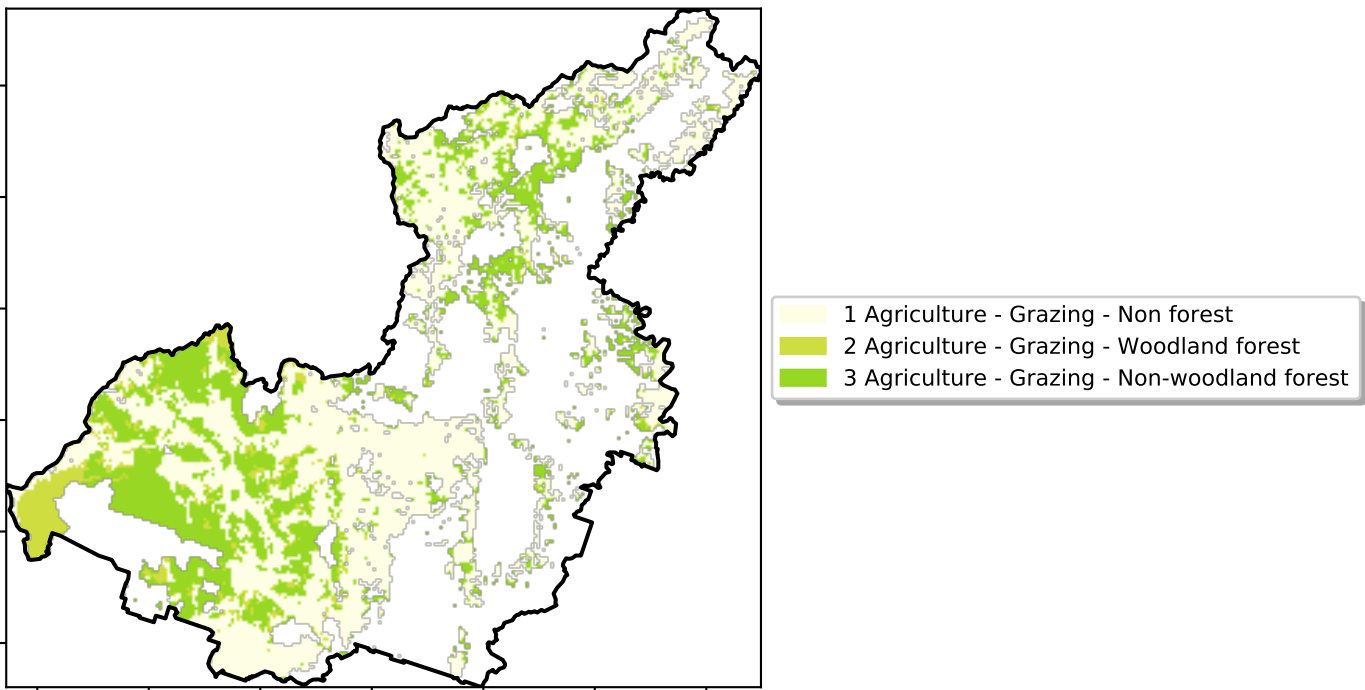 1 Agriculture - Grazing - Non forest
2 Agriculture - Grazing - Woodland forest
3 Agriculture - Grazing - Non-woodland forest